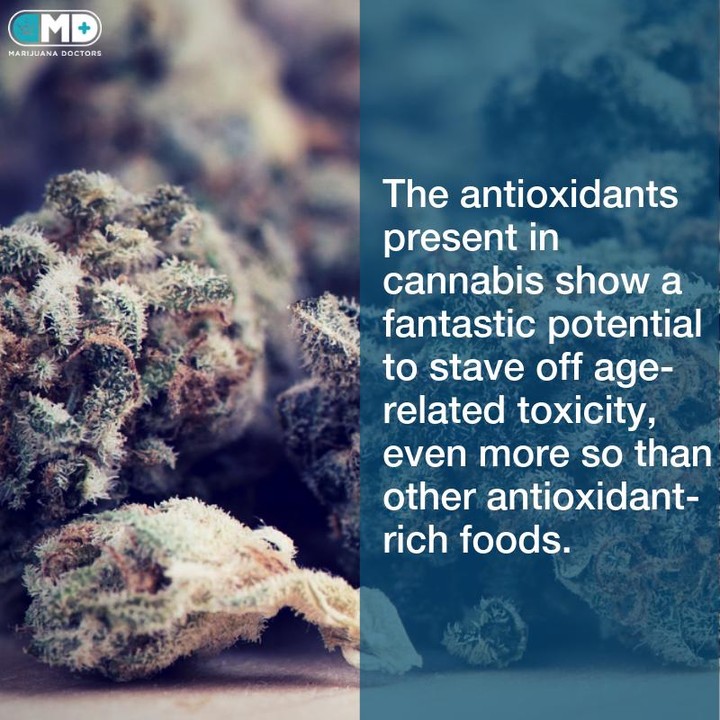 MD+
MARIJUANA DOCTORS
The antioxidants
present in
cannabis show a
fantastic potential
to stave off age-
related toxicity,
even more so than
other antioxidant-
rich foods.